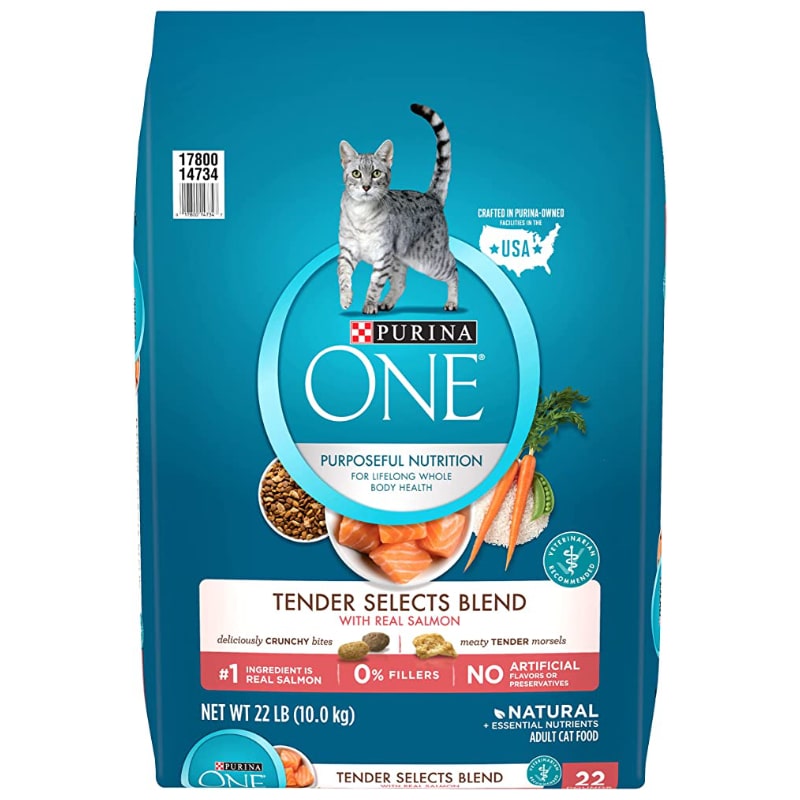 17800
14734
CRAFTED IN PURINA-OWNED
FACILITIES IN THE
USA
PURINA
ONE®
PURPOSEFUL NUTRITION
FOR LIFELONG WHOLE
BODY HEALTH
VETERINARIAN
RECOMMENDED
TENDER SELECTS BLEND
WITH REAL SALMON
deliciously CRUNCHY bites
meaty TENDER morsels
#1 INGREDIENT IS
REAL SALMON
0% FILLERS
NO ARTIFICIAL
FLAVORS OR
PRESERVATIVES
NET WT 22 LB (10.0 kg)
NATURAL
+ ESSENTIAL NUTRIENTS
ADULT CAT FOOD
PURINA
ONE
TENDER SELECTS BLEND
WITH REAL SALMON
22